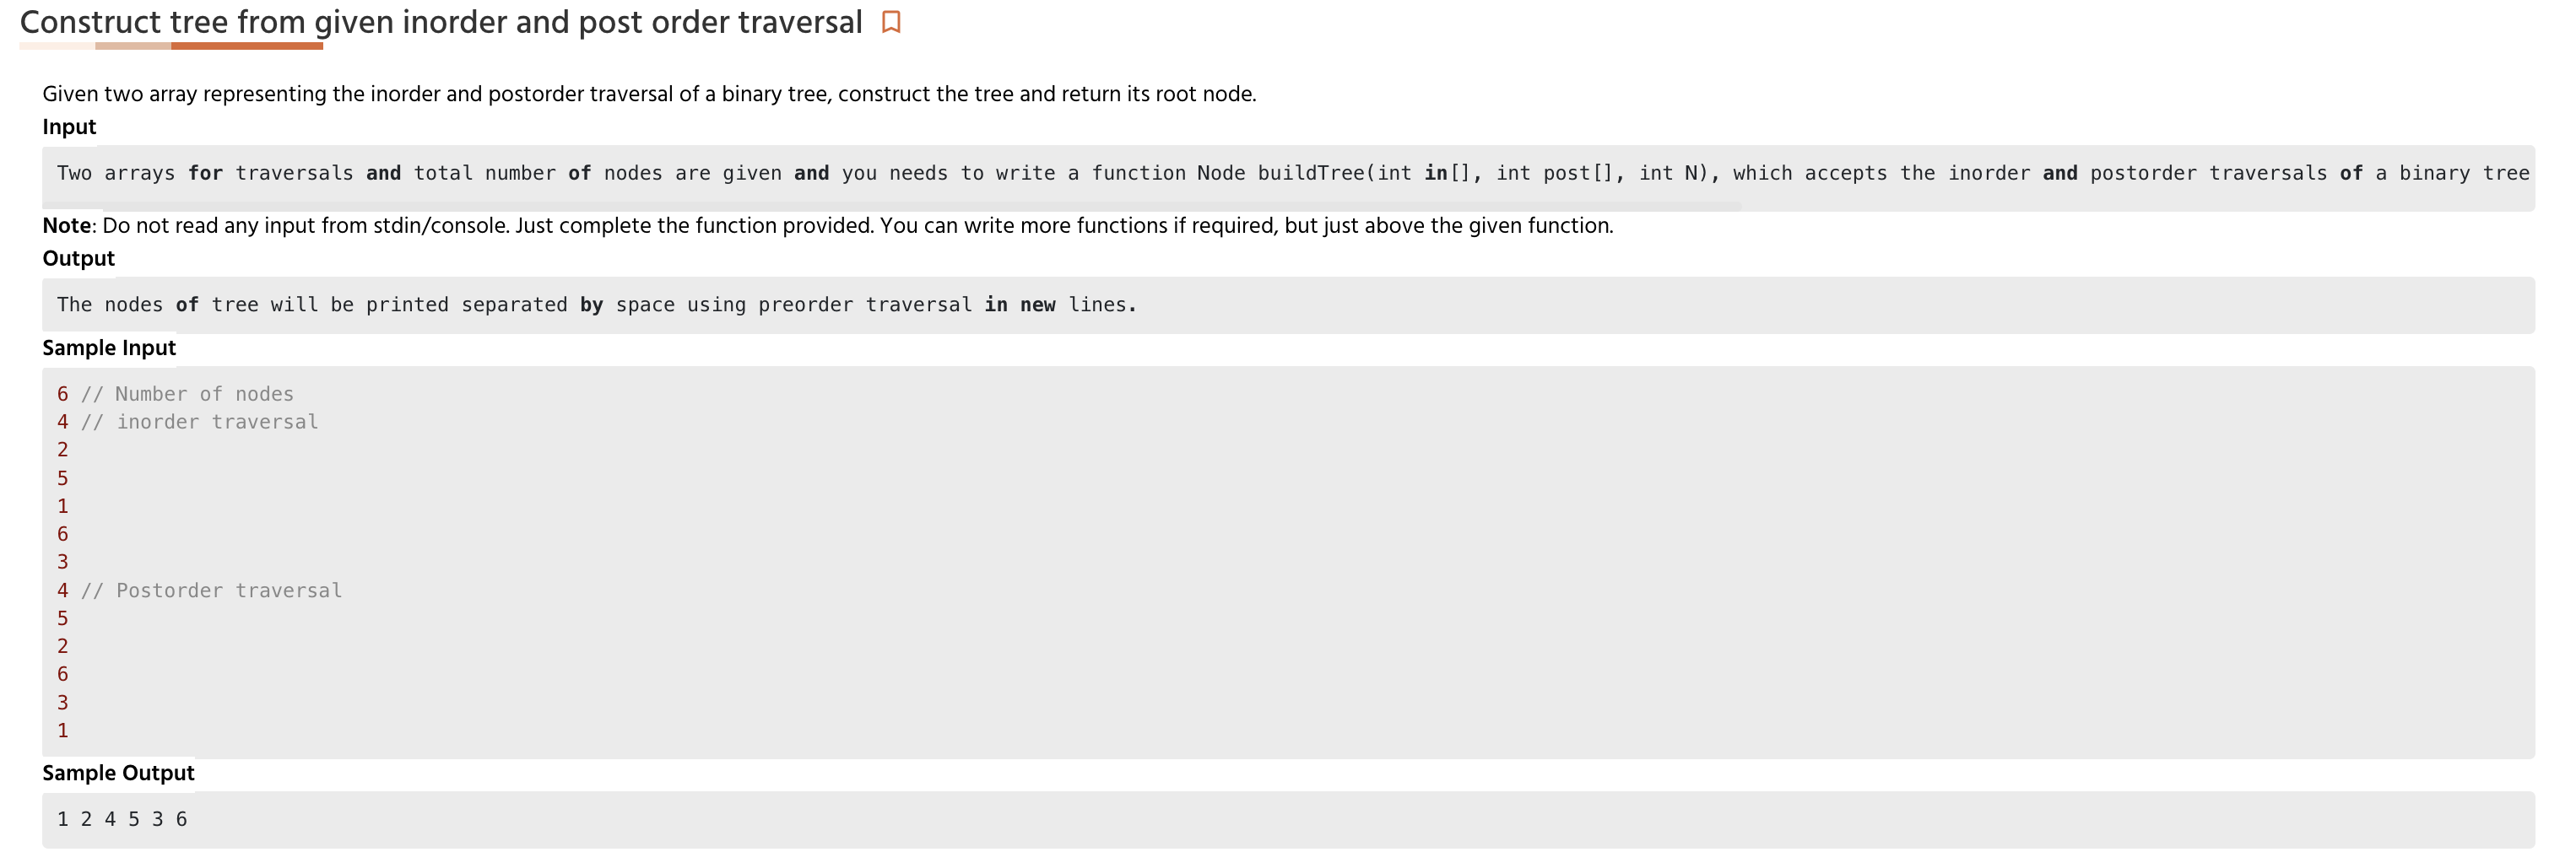 Construct tree from given inorder and post order traversal
Given two array representing the inorder and postorder traversal of a binary tree, construct the tree and return its root node.
Input
Two arrays for traversals and total number of nodes are given and you needs to write a function Node buildTree(int in[], int post[], int N), which accepts the inorder and postorder traversals of a binary tree
Note: Do not read any input from stdin/console. Just complete the function provided. You can write more functions if required, but just above the given function.
Output
The nodes of tree will be printed separated by space using preorder traversal in new lines.
Sample Input
6 // Number of nodes
4 // inorder traversal
2
5
1
6
3
4 // Postorder traversal
5
2
6
3
1
Sample Output
1 2 4 5 3 6